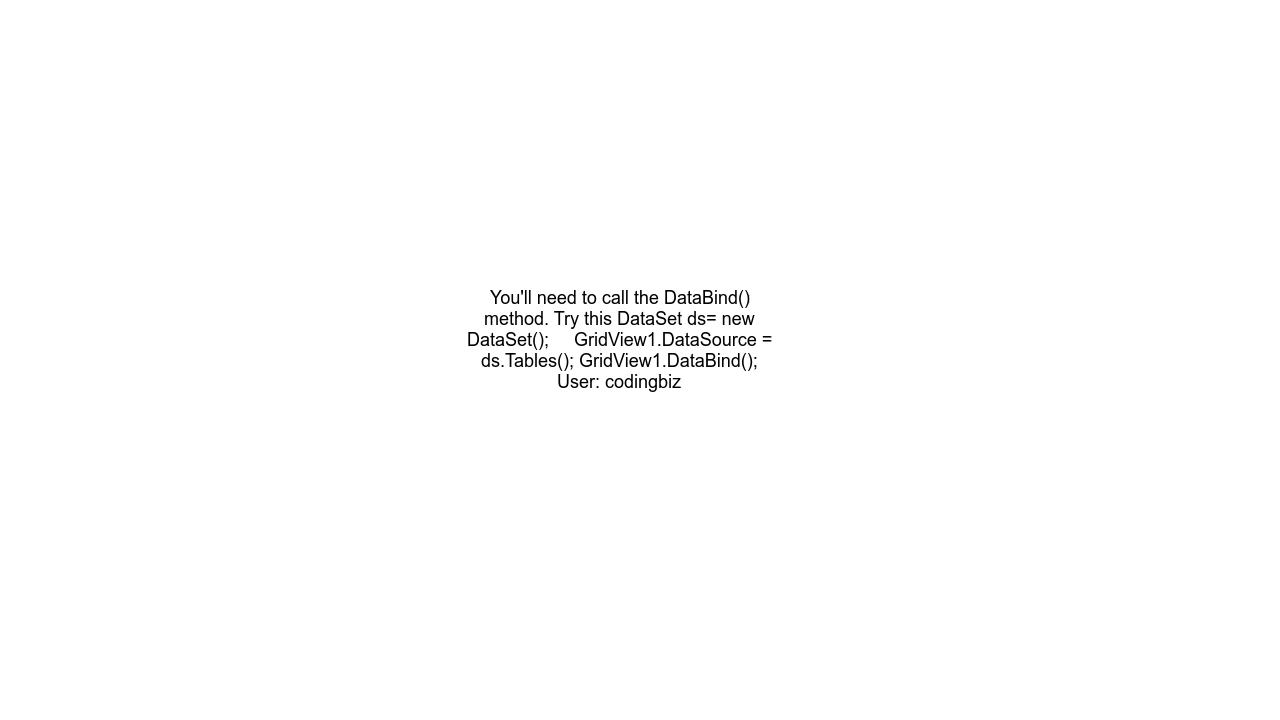 You'll need to call the DataBind()
method. Try this DataSet ds= new
DataSet();     GridView1.DataSource =
ds.Tables(); GridView1.DataBind();
User: codingbiz